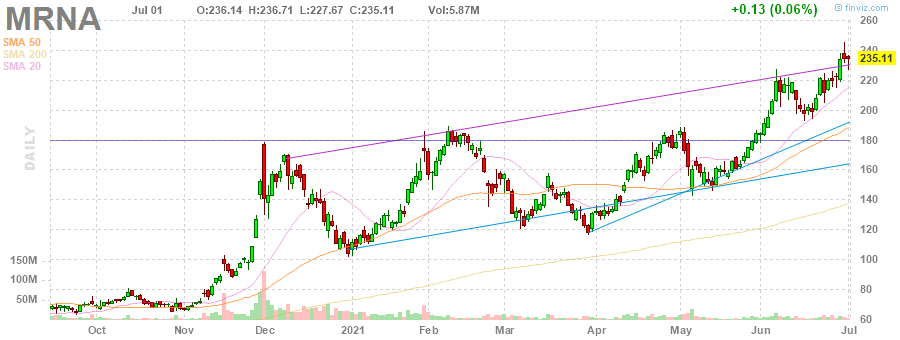 MRNA Jul 01 O:236.14 H:236.71 L:227.67 C:235.11 Vol:5.87M +0.13 (0.06%) © finviz.com
SMA 50
SMA 200
SMA 20
DAILY
260
240
235.11
220
200
180
160
140
120
100
80
60
150M
100M
50M
Oct Nov Dec 2021 Feb Mar Apr May Jun Jul